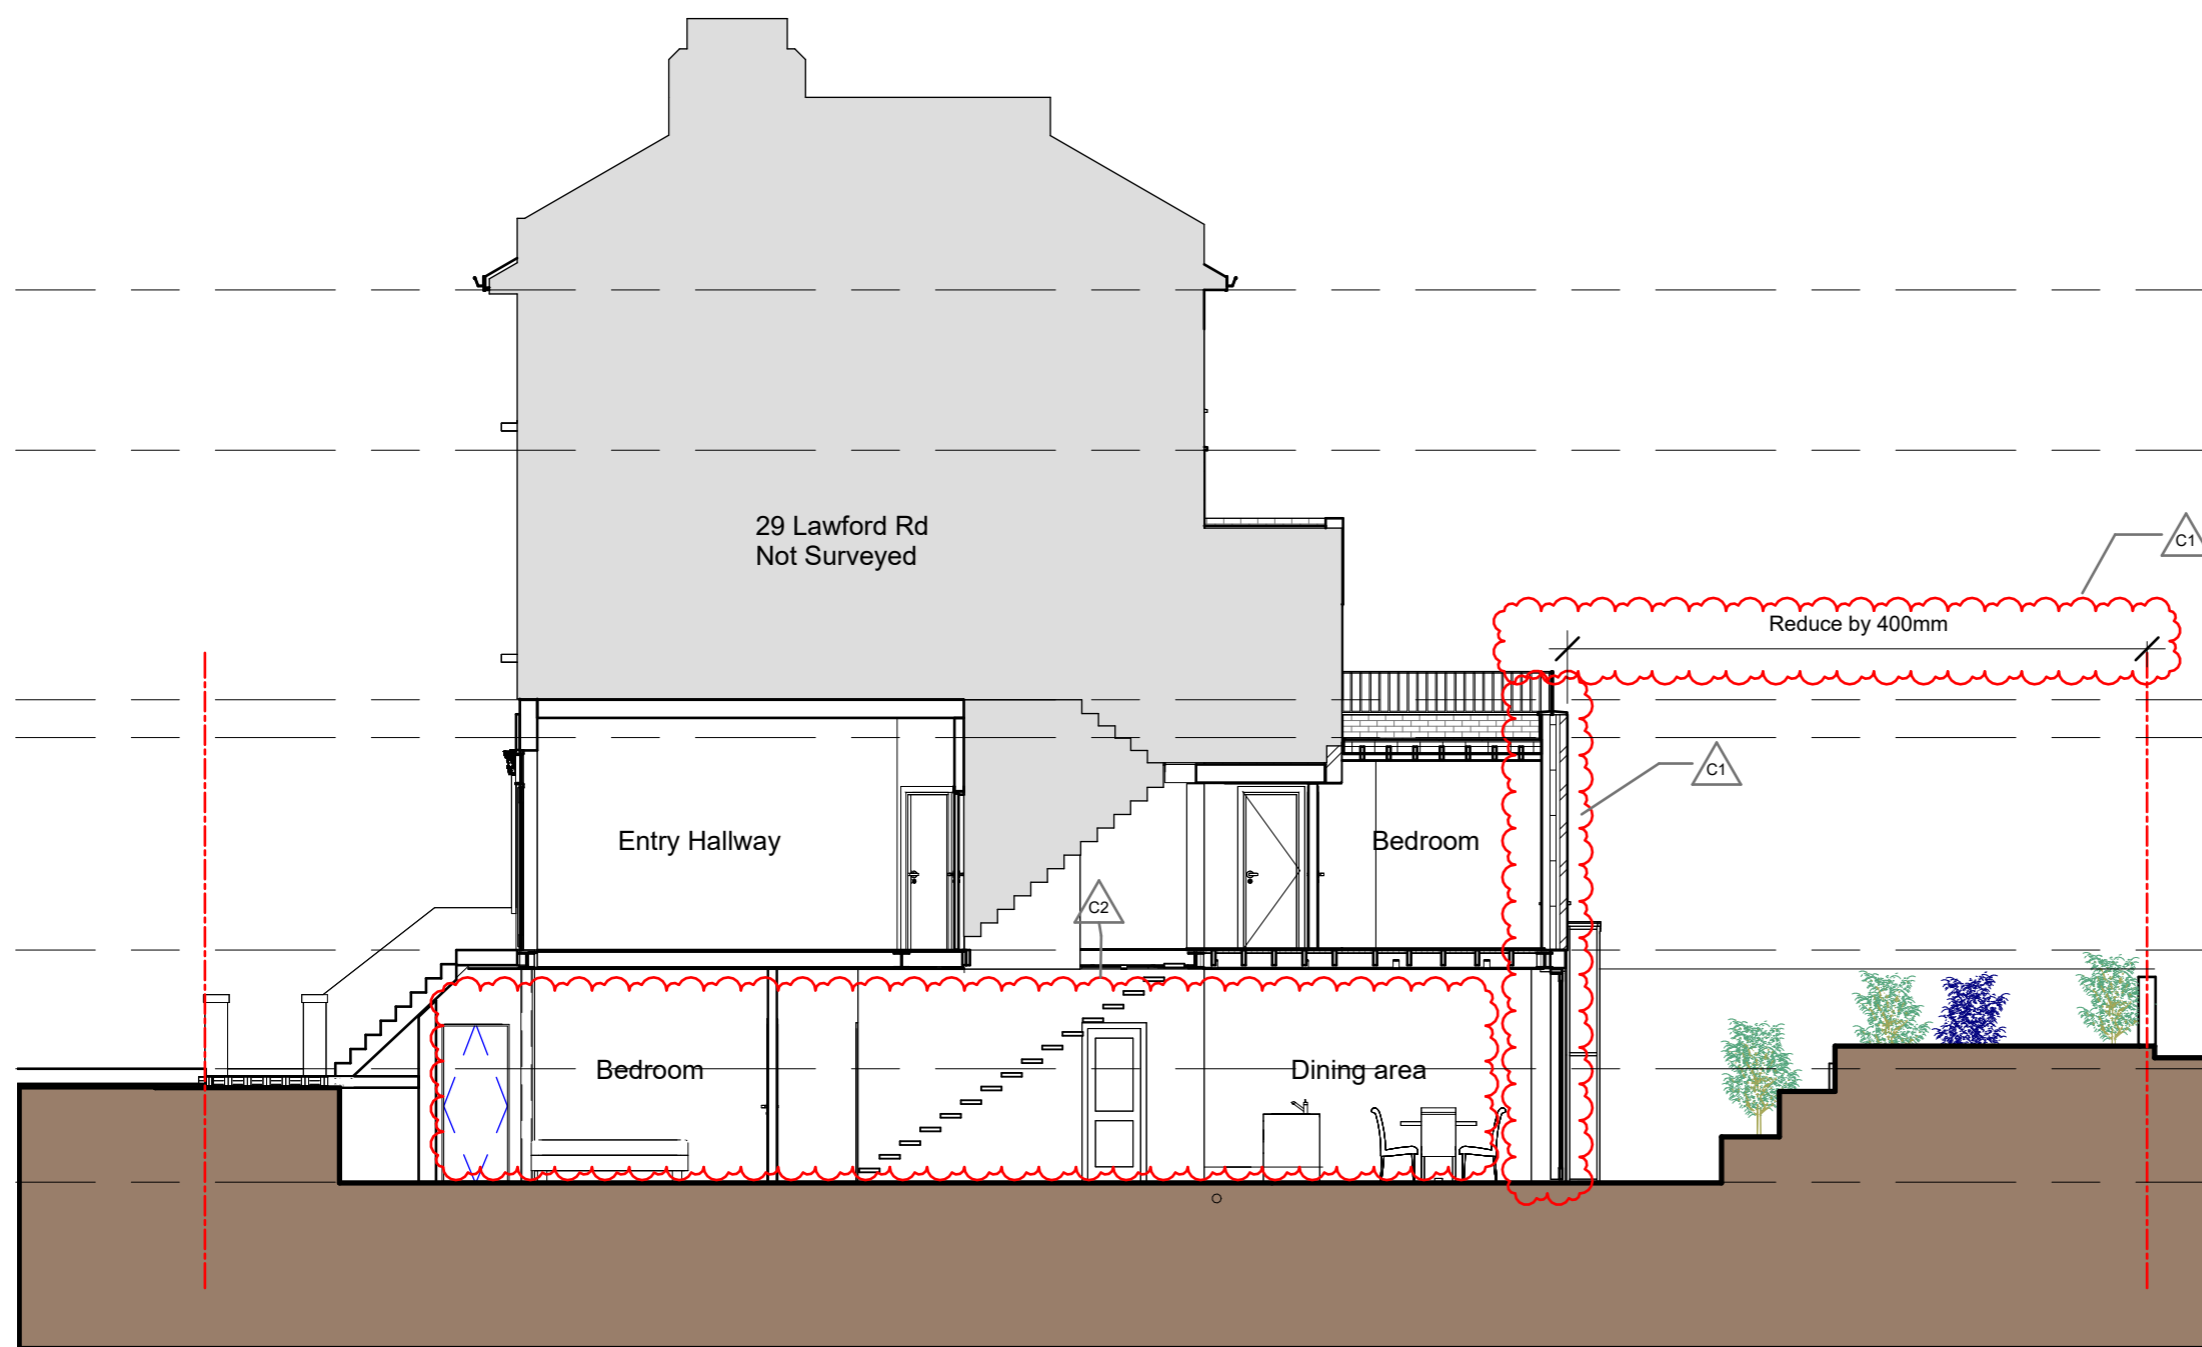 29 Lawford Rd
Not Surveyed
C1
Reduce by 400mm
C1
Entry Hallway
Bedroom
C2
Bedroom
Dining area